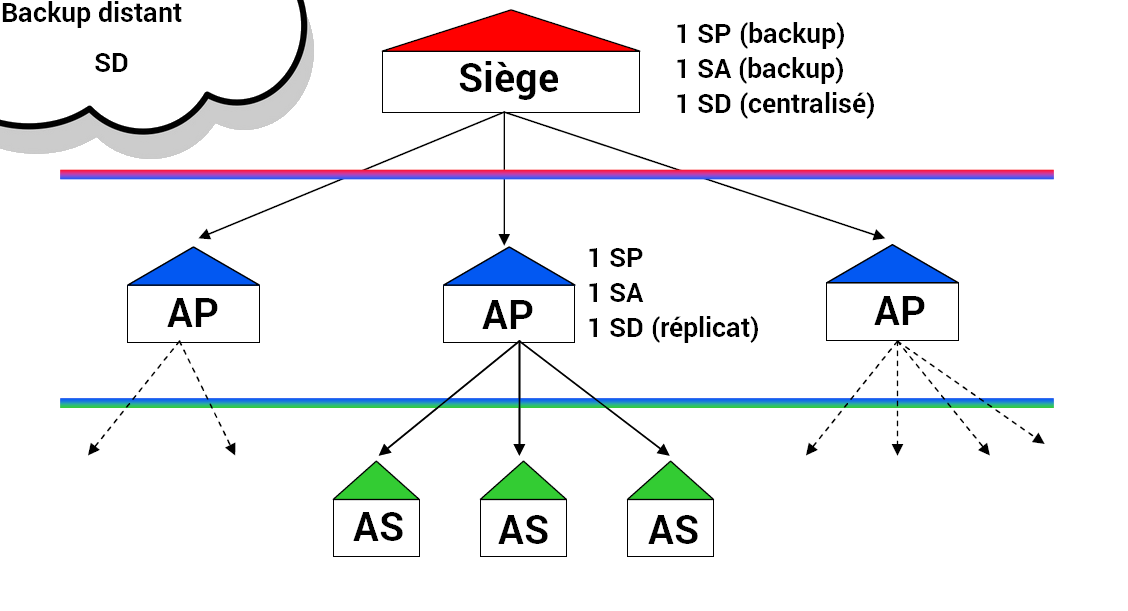 Backup distant
SD
Siège
1 SP (backup)
1 SA (backup)
1 SD (centralisé)
AP
AP
1 SP
1 SA
1 SD (réplicat)
AP
AS
AS
AS